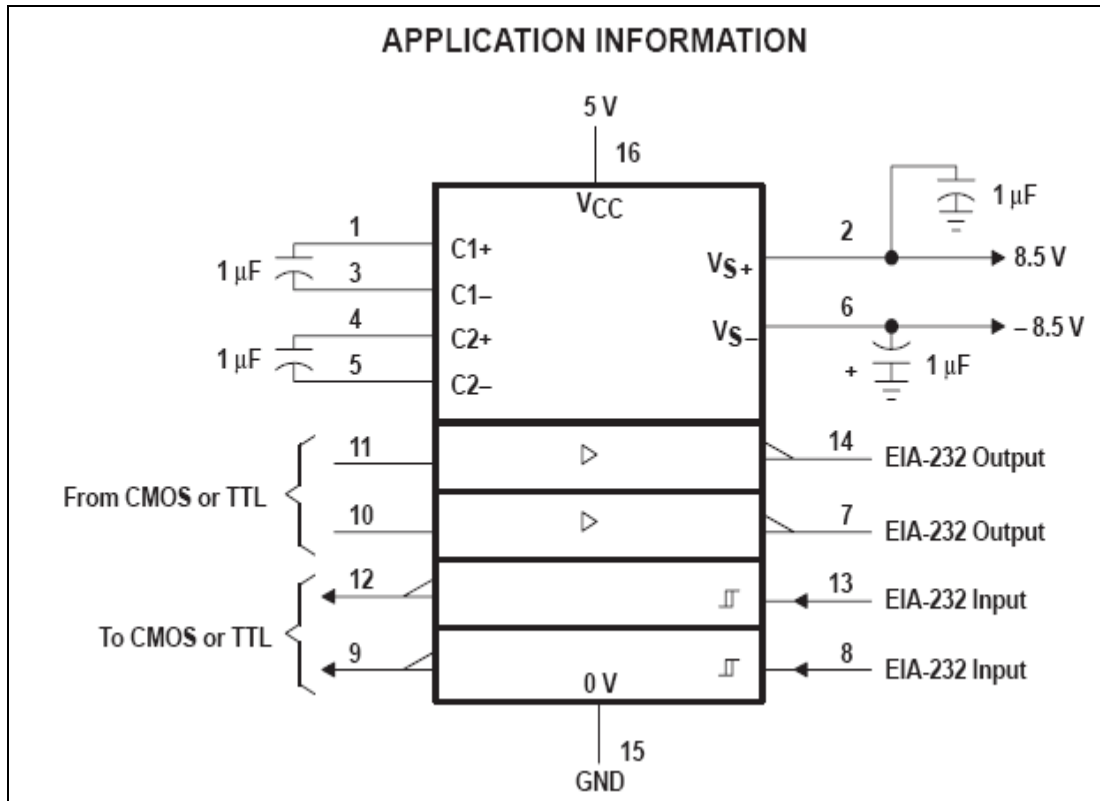 APPLICATION INFORMATION
5 V
16
VCC
1 µF
1
C1+
3
C1–
1 µF
4
C2+
5
C2–
2
VS+
1 µF
8.5 V
6
VS–
– 8.5 V
+
1 µF
From CMOS or TTL
11
14
EIA-232 Output
10
7
EIA-232 Output
To CMOS or TTL
12
13
EIA-232 Input
9
8
EIA-232 Input
0 V
15
GND